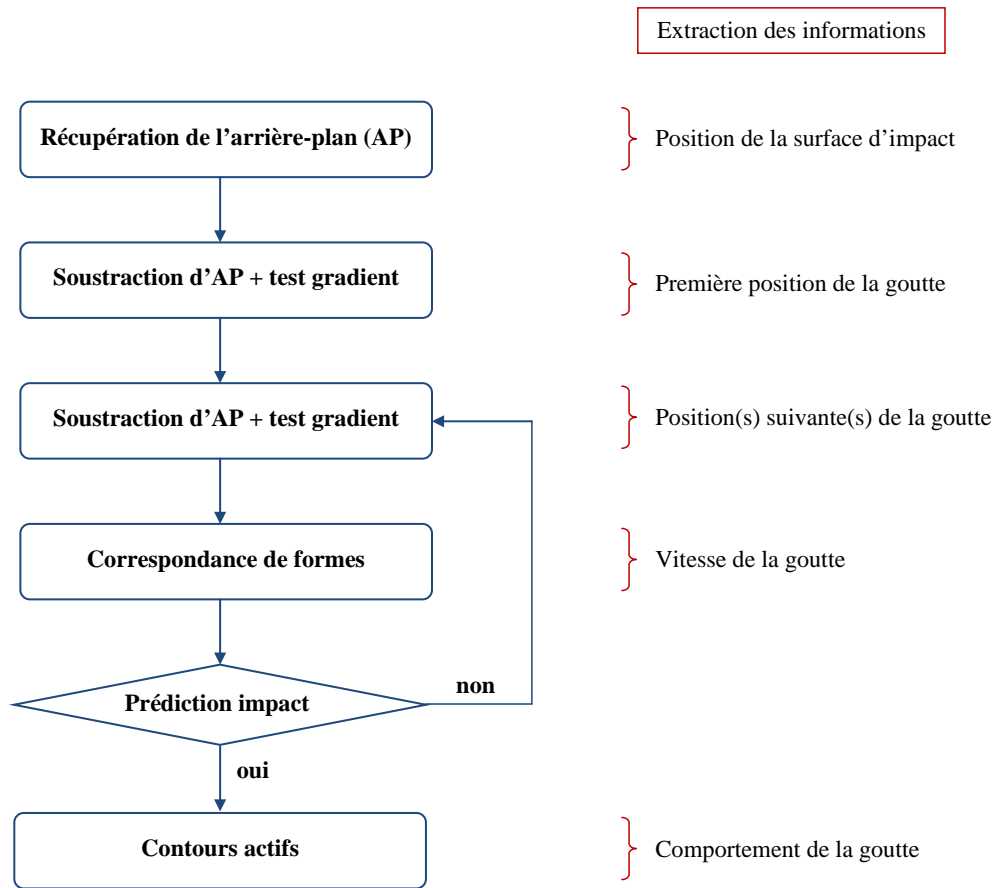 Extraction des informations
Récupération de l’arrière-plan (AP)
Position de la surface d’impact
Soustraction d’AP + test gradient
Première position de la goutte
Soustraction d’AP + test gradient
Position(s) suivante(s) de la goutte
Correspondance de formes
Vitesse de la goutte
Prédiction impact
non
oui
Contours actifs
Comportement de la goutte